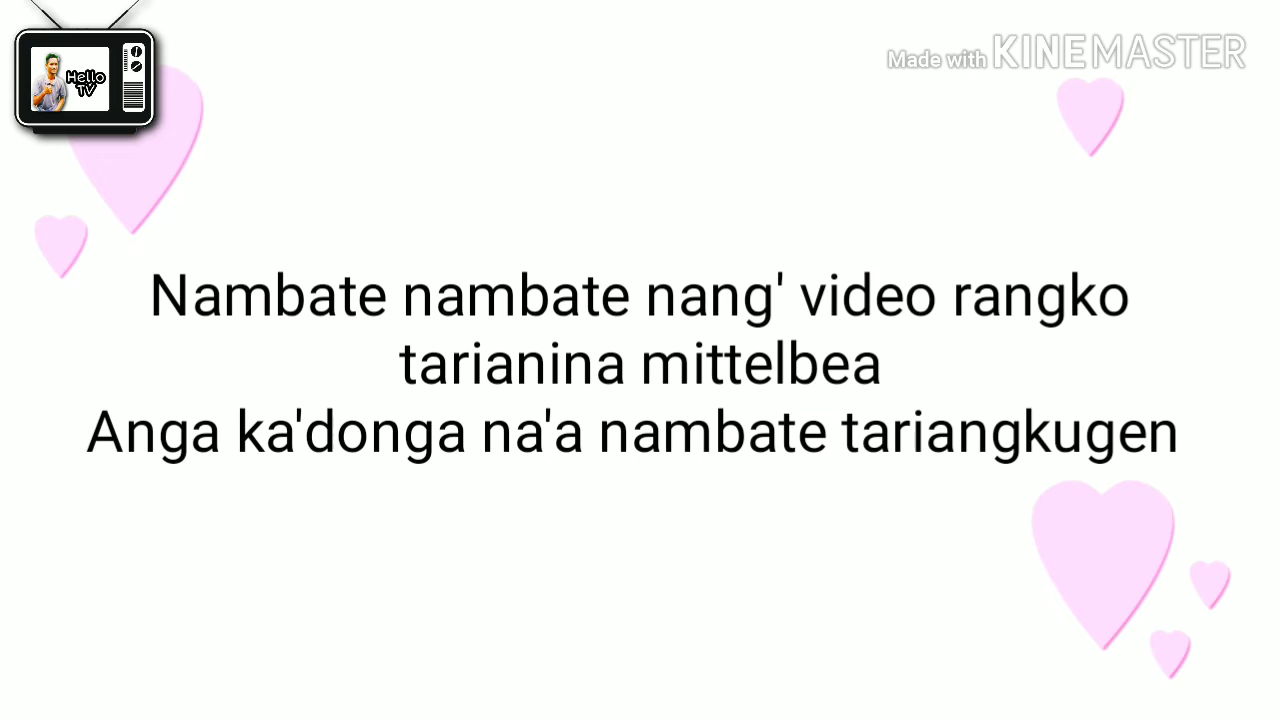 Hello
TV
Made with KINEMASTER
Nambate nambate nang' video rangko
tarianina mittelbea
Anga ka'donga na'a nambate tariangkugen